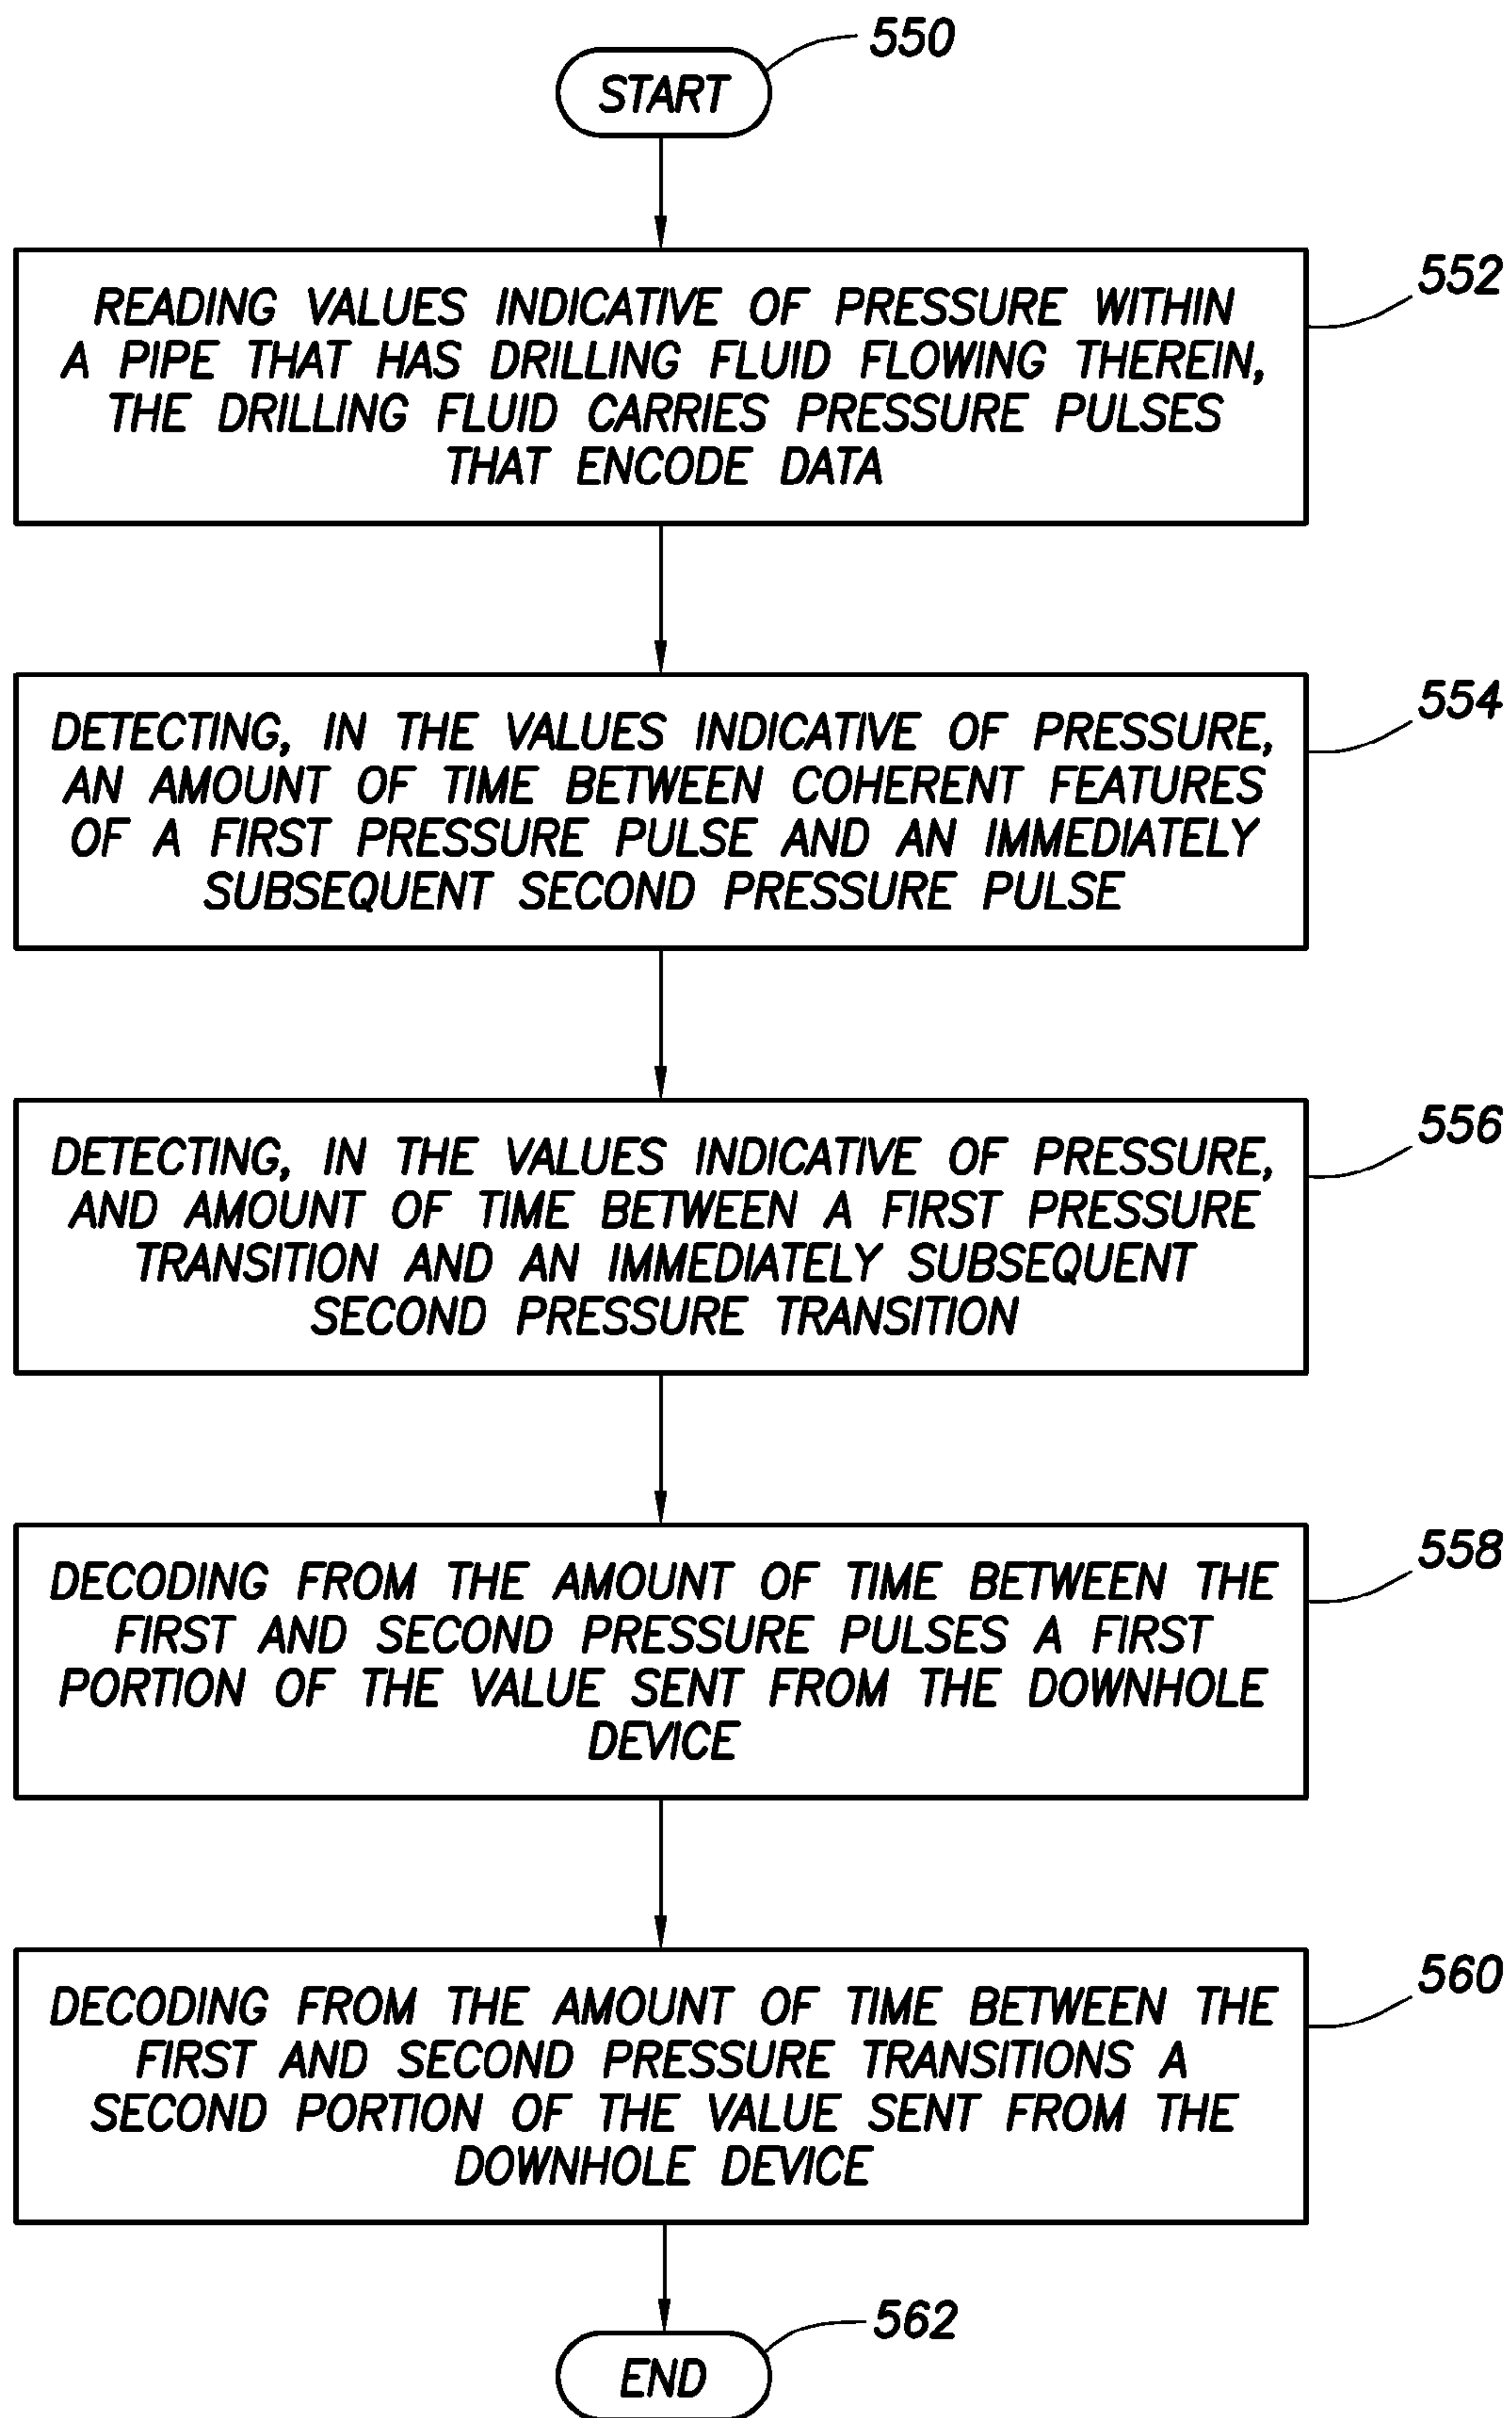 550
START
552
READING VALUES INDICATIVE OF PRESSURE WITHIN
A PIPE THAT HAS DRILLING FLUID FLOWING THEREIN,
THE DRILLING FLUID CARRIES PRESSURE PULSES
THAT ENCODE DATA
554
DETECTING, IN THE VALUES INDICATIVE OF PRESSURE,
AN AMOUNT OF TIME BETWEEN COHERENT FEATURES
OF A FIRST PRESSURE PULSE AND AN IMMEDIATELY
SUBSEQUENT SECOND PRESSURE PULSE
556
DETECTING, IN THE VALUES INDICATIVE OF PRESSURE,
AND AMOUNT OF TIME BETWEEN A FIRST PRESSURE
TRANSITION AND AN IMMEDIATELY SUBSEQUENT
SECOND PRESSURE TRANSITION
558
DECODING FROM THE AMOUNT OF TIME BETWEEN THE
FIRST AND SECOND PRESSURE PULSES A FIRST
PORTION OF THE VALUE SENT FROM THE DOWNHOLE
DEVICE
560
DECODING FROM THE AMOUNT OF TIME BETWEEN THE
FIRST AND SECOND PRESSURE TRANSITIONS A
SECOND PORTION OF THE VALUE SENT FROM THE
DOWNHOLE DEVICE
562
END